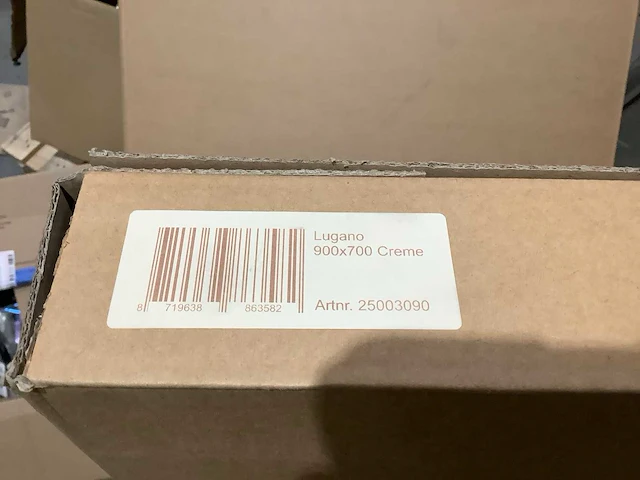 Lugano
900x700 Creme
8 719638 863582
Artnr. 25003090